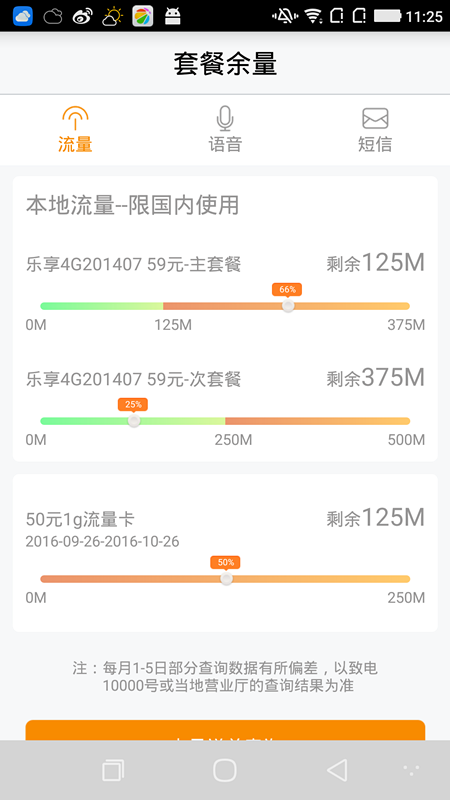 11:25
套餐余量
流量 语音 短信
本地流量--限国内使用
乐享4G201407 59元-主套餐 剩余125M
66%
0M 125M 375M
乐享4G201407 59元-次套餐 剩余375M
25%
0M 250M 500M
50元1g流量卡 剩余125M
2016-09-26-2016-10-26
50%
0M 250M
注：每月1-5日部分查询数据有所偏差，以致电
10000号或当地营业厅的查询结果为准